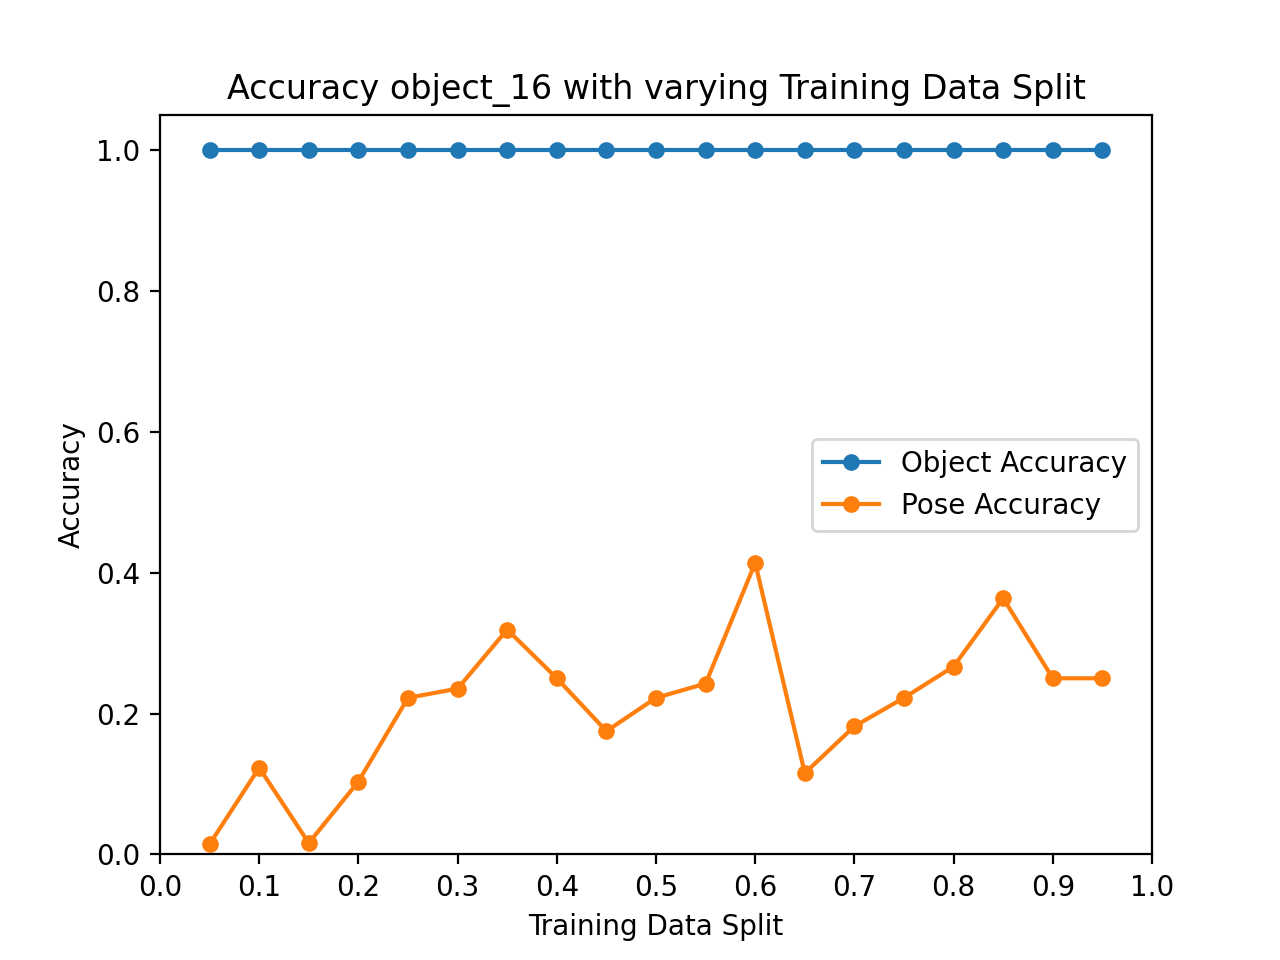 Accuracy object_16 with varying Training Data Split
1.0
0.8
0.6
0.4
0.2
0.0
Accuracy
Object Accuracy
Pose Accuracy
0.0 0.1 0.2 0.3 0.4 0.5 0.6 0.7 0.8 0.9 1.0
Training Data Split